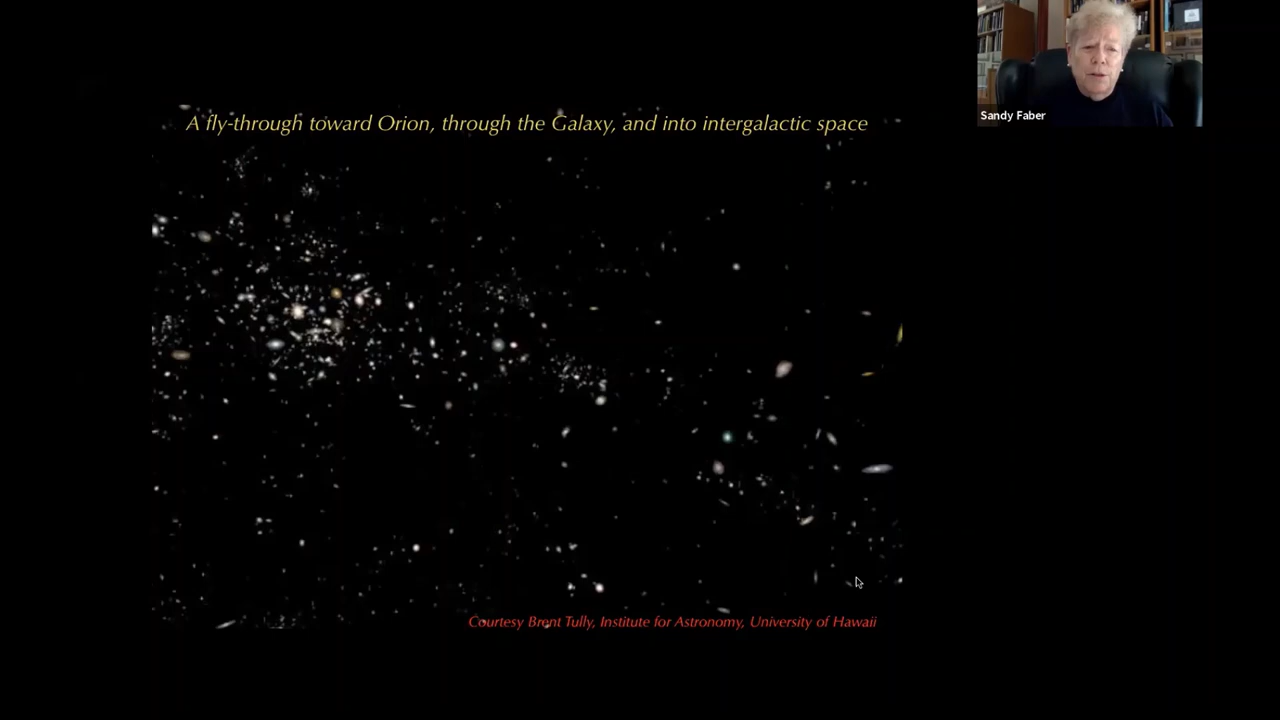 A fly-through toward Orion, through the Galaxy, and into intergalactic space
Sandy Faber
Courtesy Brent Tully, Institute for Astronomy, University of Hawaii